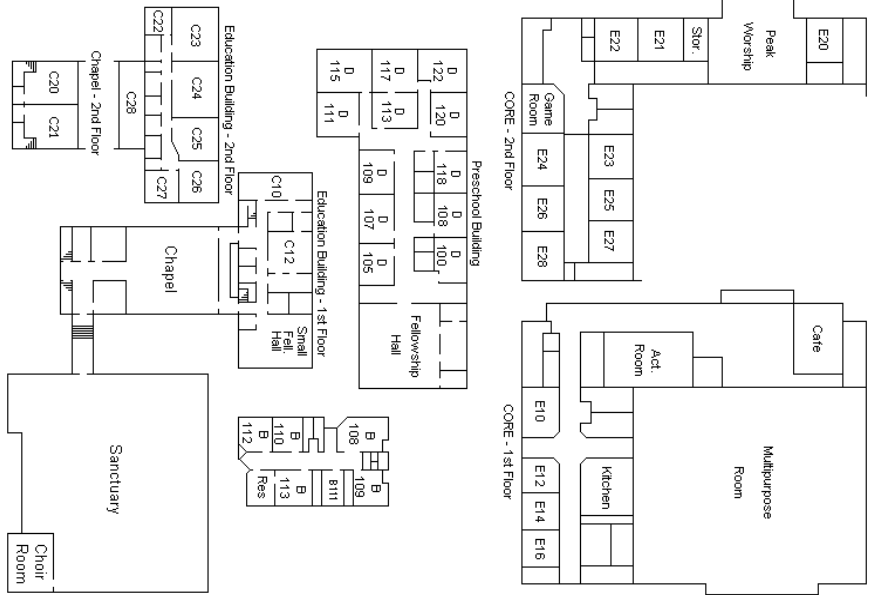 Peak
Worship
E20
Stor.
E21
E22
Game
Room
E24
E26
E28
E23
E25
E27
CORE - 2nd Floor
Cafe
Act.
Room
Multipurpose
Room
Kitchen
E10
E12
E14
E16
CORE - 1st Floor
Preschool Building
D
115
D
117
D
122
D
111
D
113
D
120
D
109
D
118
D
107
D
108
D
105
D
100
Fellowship
Hall
Education Building - 2nd Floor
C22
C23
C24
C25
C26
C27
C28
Chapel - 2nd Floor
C20
C21
Education Building - 1st Floor
C10
C12
Small
Fell.
Hall
Chapel
Sanctuary
Choir
Room
B
112
B
110
B
108
Res
B
113
B111
B
109